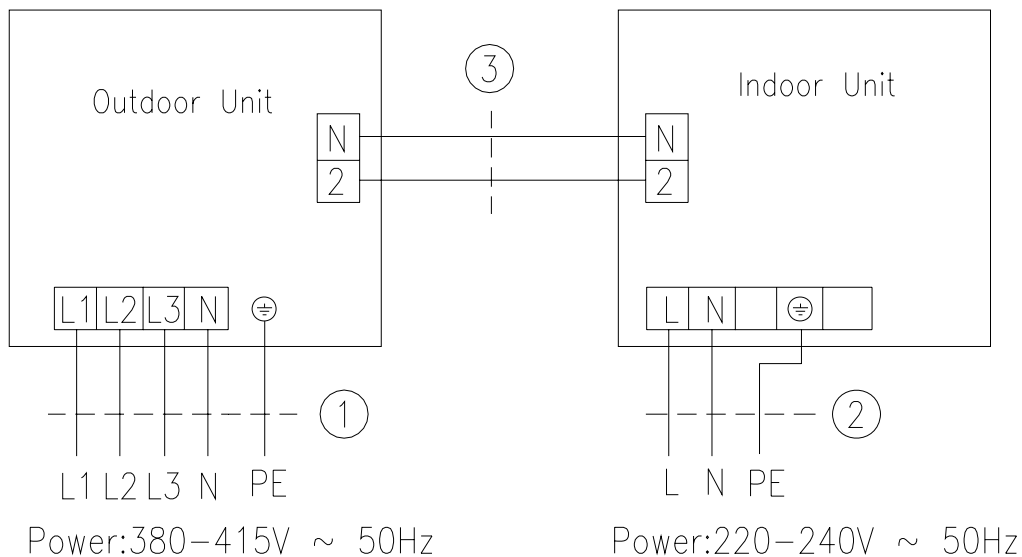 Outdoor Unit
Indoor Unit
3
N
N
2
2
L1 L2 L3 N
L N
1
2
L1 L2 L3 N PE
L N PE
Power:380-415V ~ 50Hz
Power:220-240V ~ 50Hz